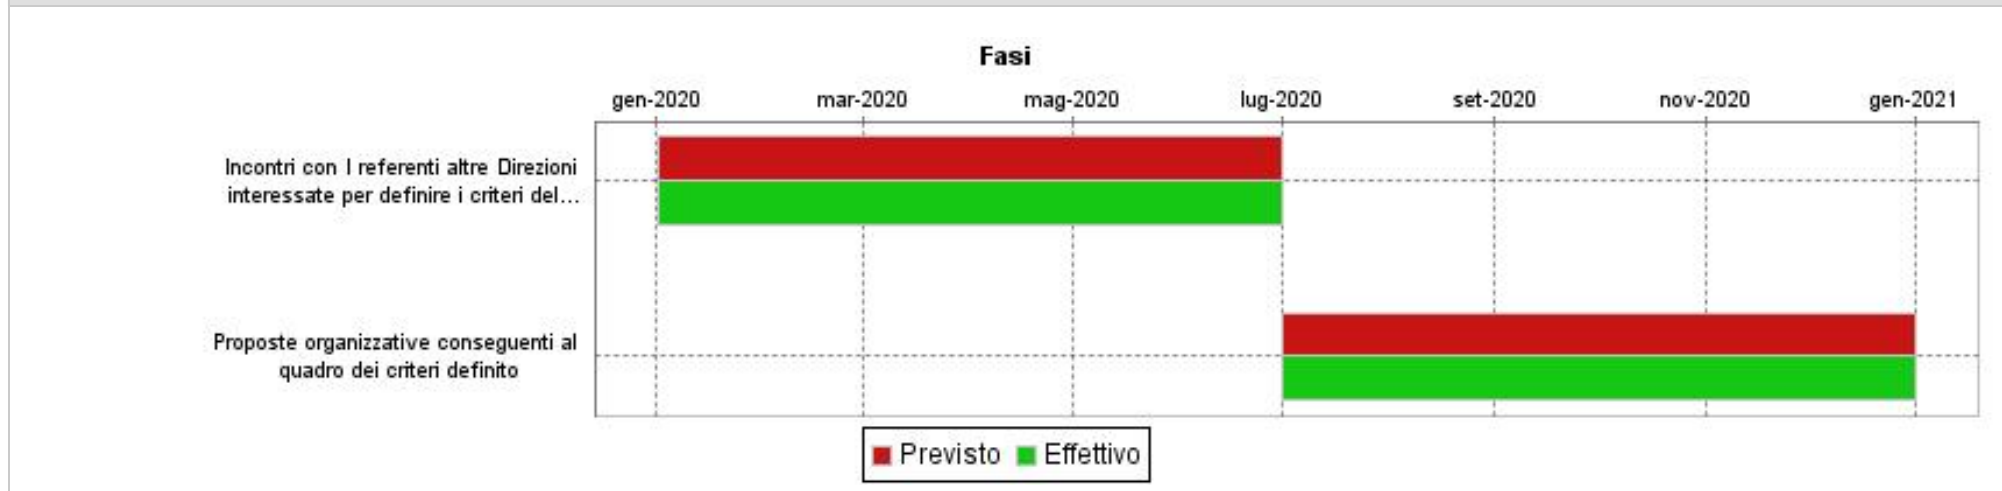 Fasi
gen-2020 mar-2020 mag-2020 lug-2020 set-2020 nov-2020 gen-2021
Incontri con I referenti altre Direzioni
interessate per definire i criteri del...
Proposte organizzative conseguenti al
quadro dei criteri definito
Previsto Effettivo